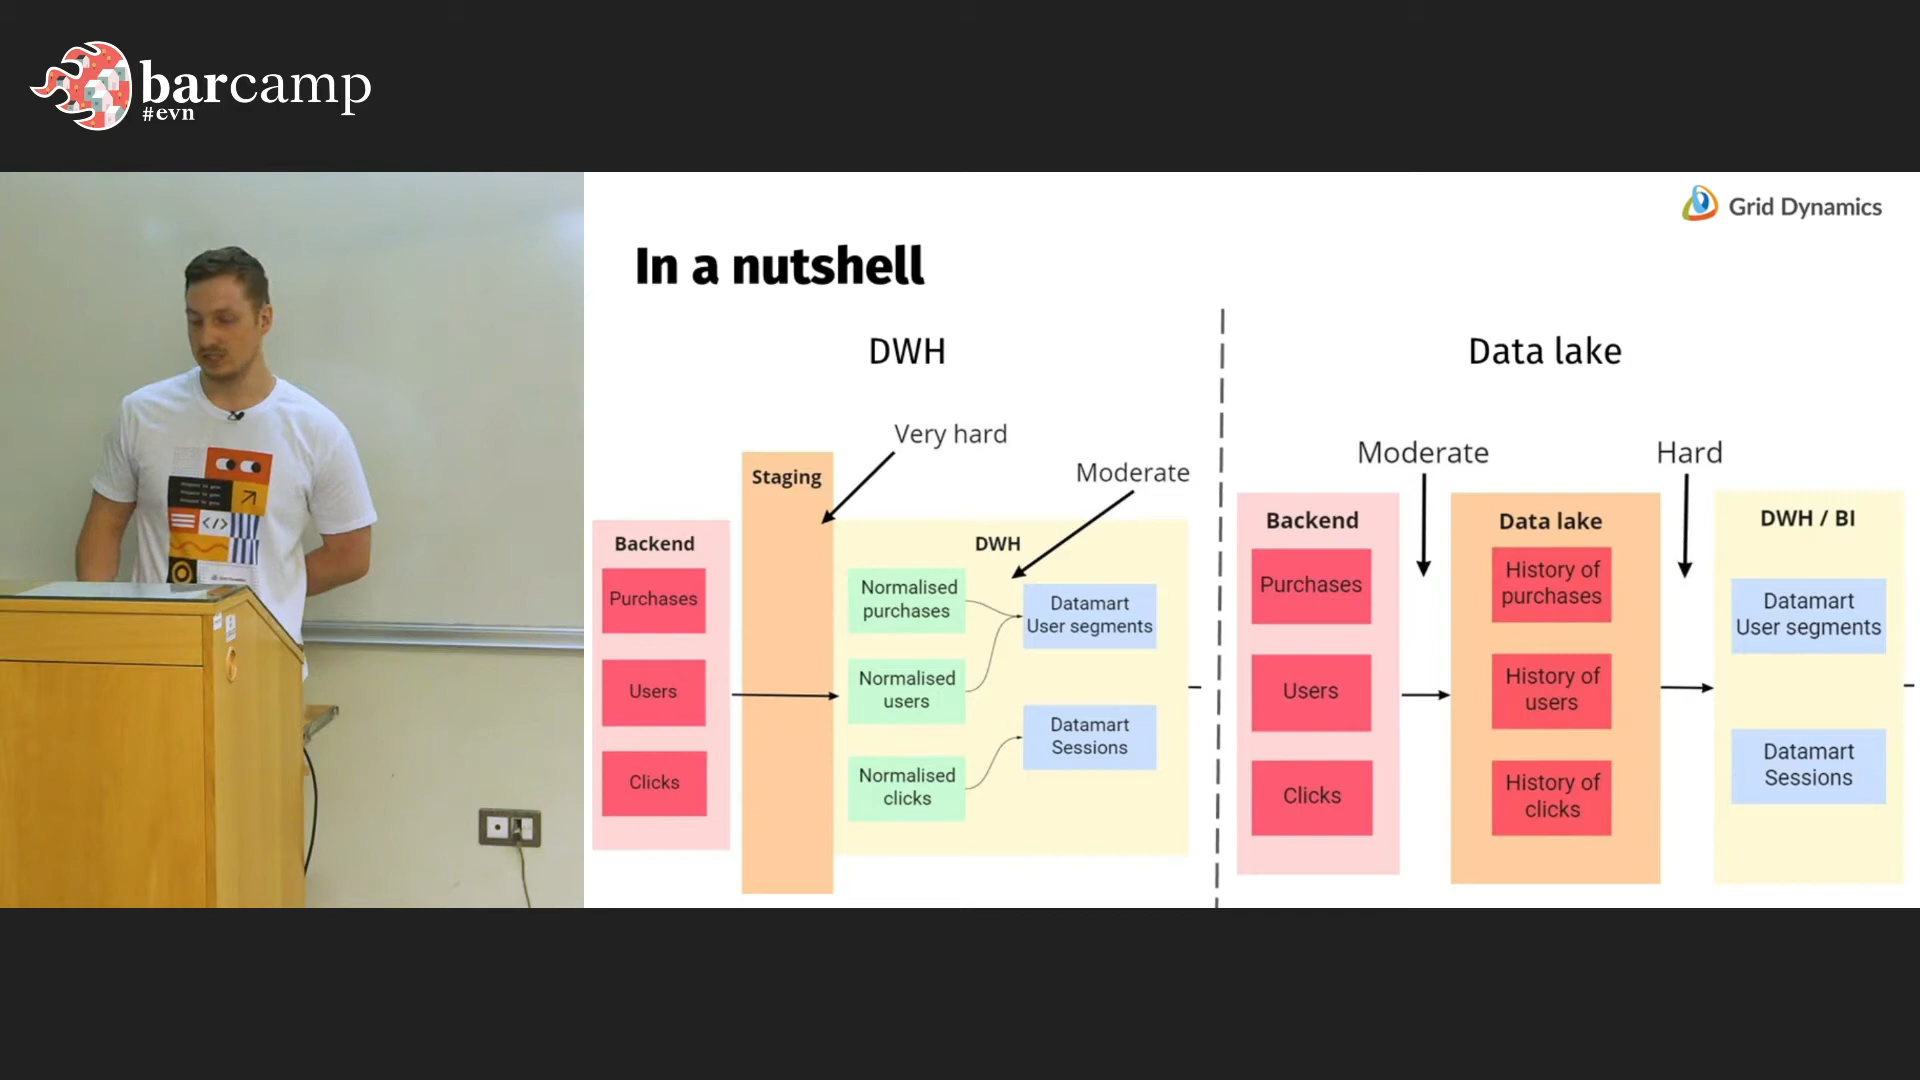 barcamp
#evn
Grid Dynamics
In a nutshell
DWH
Very hard
Moderate
Staging
Backend
Purchases
Users
Clicks
DWH
Normalised
purchases
Normalised
users
Normalised
clicks
Datamart
User segments
Datamart
Sessions
Data lake
Moderate
Hard
Backend
Purchases
Users
Clicks
Data lake
History of
purchases
History of
users
History of
clicks
DWH / BI
Datamart
User segments
Datamart
Sessions